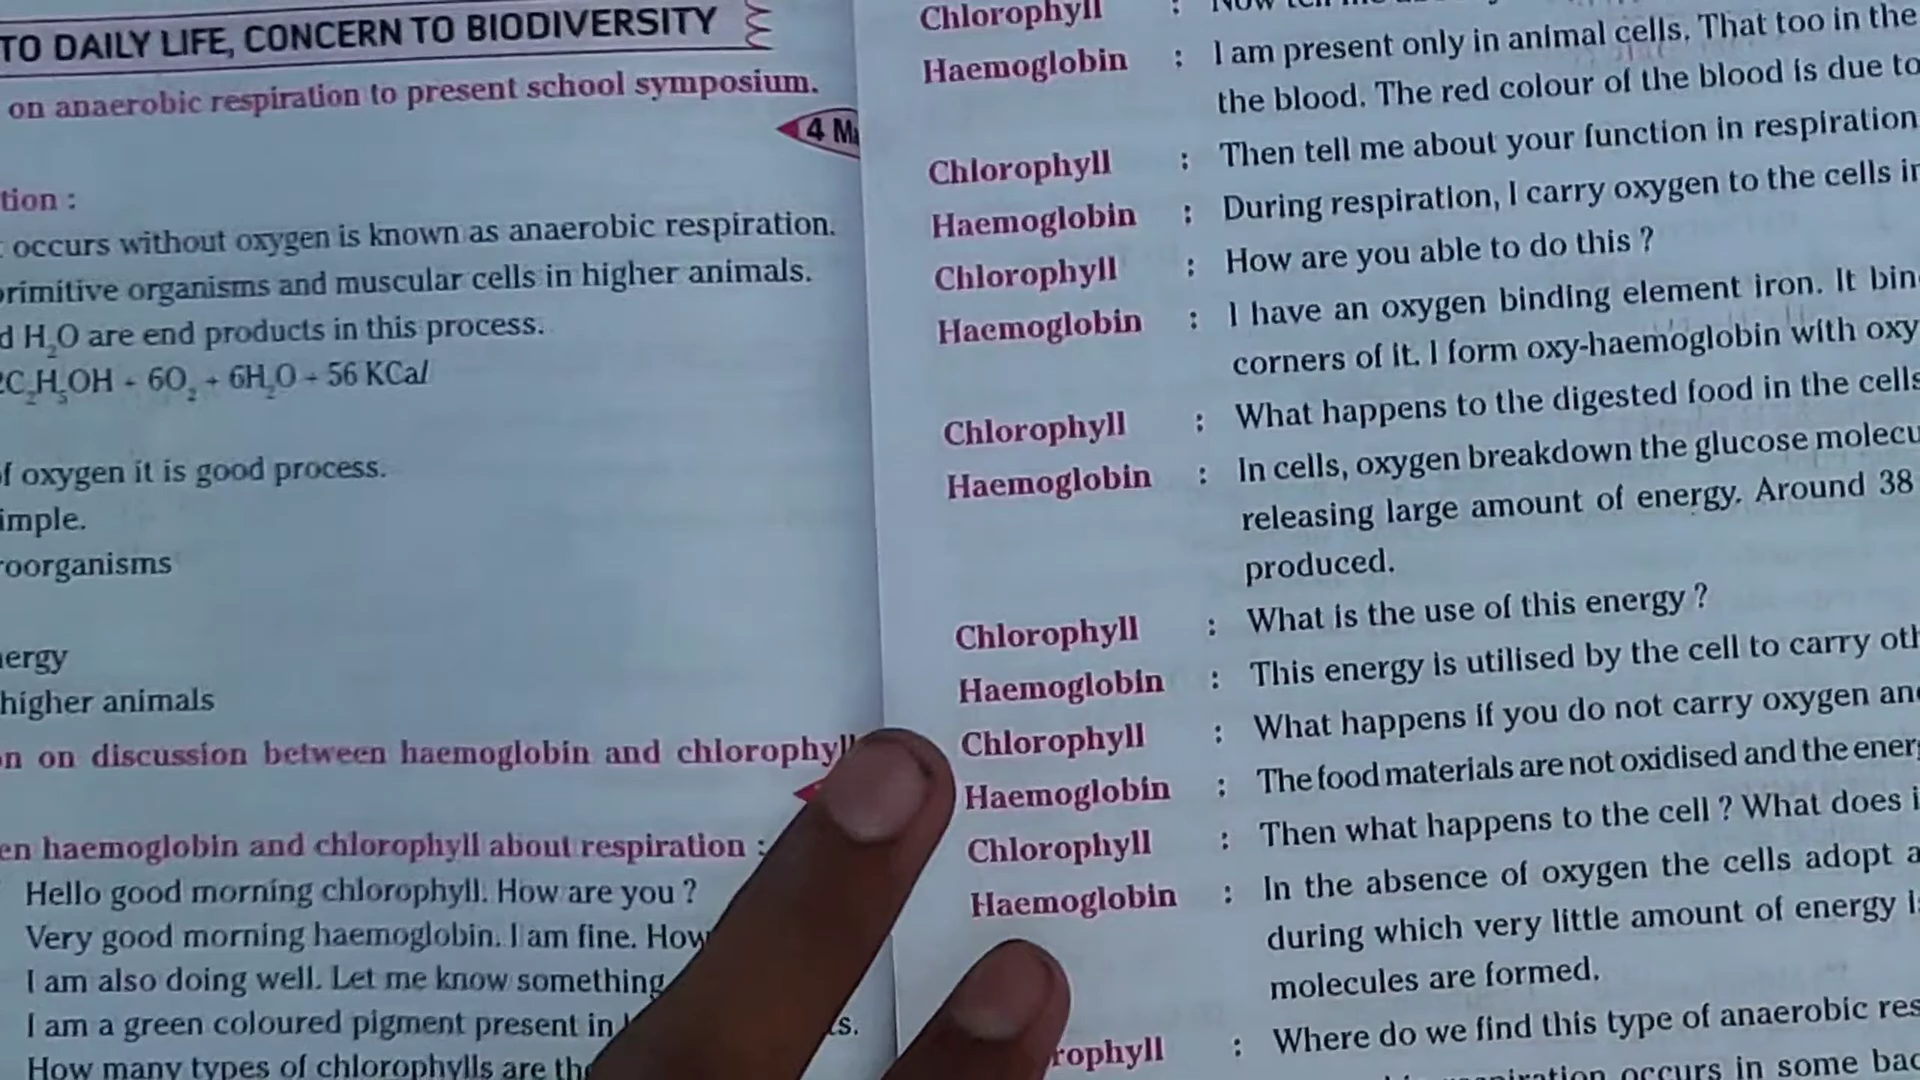 TO DAILY LIFE, CONCERN TO BIODIVERSITY
on anaerobic respiration to present school symposium.
4
tion :
occurs without oxygen is known as anaerobic respiration.
primitive organisms and muscular cells in higher animals.
H₂O are end products in this process.
2C₂H₅OH + 6O₂ + 6H₂O + 56 KCal
of oxygen it is good process.
imple.
roorganisms
nergy
higher animals
on discussion between haemoglobin and chlorophyll
en haemoglobin and chlorophyll about respiration :
Hello good morning chlorophyll. How are you ?
Very good morning haemoglobin. I am fine. How
I am also doing well. Let me know something
I am a green coloured pigment present in
How many types of chlorophylls are
Chlorophyll :
Haemoglobin : I am present only in animal cells. That too in the
the blood. The red colour of the blood is due to
Chlorophyll : Then tell me about your function in respiration
Haemoglobin : During respiration, I carry oxygen to the cells in
Chlorophyll : How are you able to do this ?
Haemoglobin : I have an oxygen binding element iron. It
corners of it. I form oxy-haemoglobin with
Chlorophyll : What happens to the digested food in the cells
Haemoglobin : In cells, oxygen breakdown the glucose
releasing large amount of energy. Around 38
produced.
Chlorophyll : What is the use of this energy ?
Haemoglobin : This energy is utilised by the cell to carry
Chlorophyll : What happens if you do not carry oxygen and
Haemoglobin : The food materials are not oxidised and the
Chlorophyll : Then what happens to the cell ? What does
Haemoglobin : In the absence of oxygen the cells adopt
during which very little amount of energy
molecules are formed.
rophyll : Where do we find this type of anaerobic
occurs in some